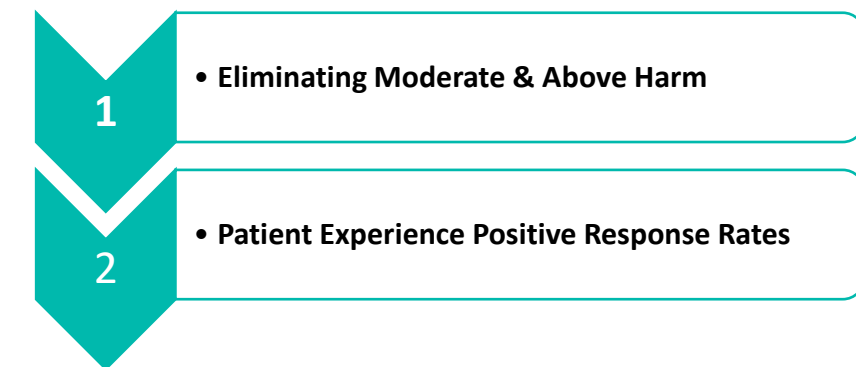 1
• Eliminating Moderate & Above Harm
2
• Patient Experience Positive Response Rates